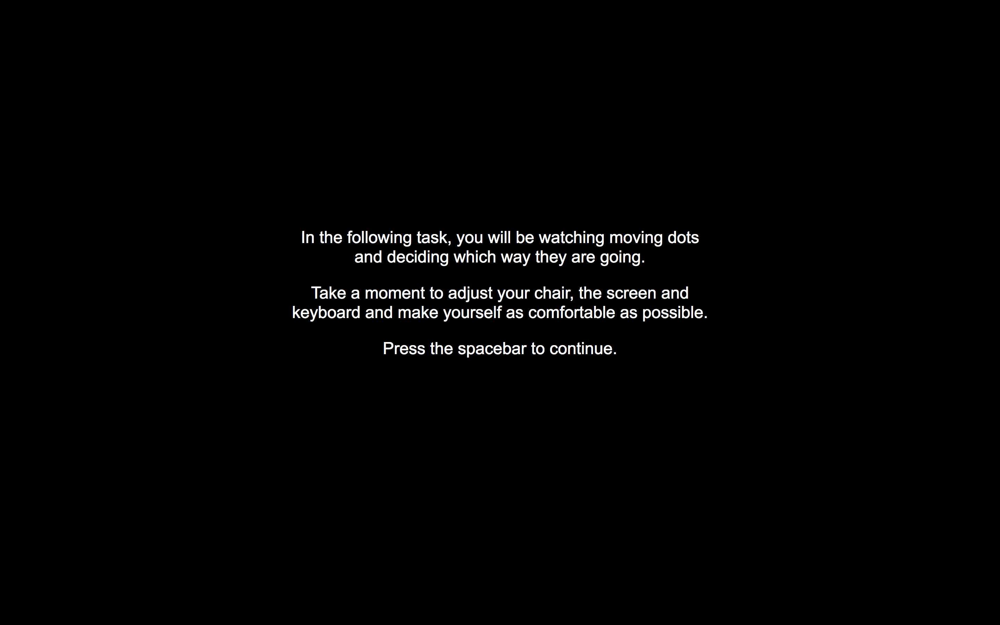 In the following task, you will be watching moving dots
and deciding which way they are going.
Take a moment to adjust your chair, the screen and
keyboard and make yourself as comfortable as possible.
Press the spacebar to continue.